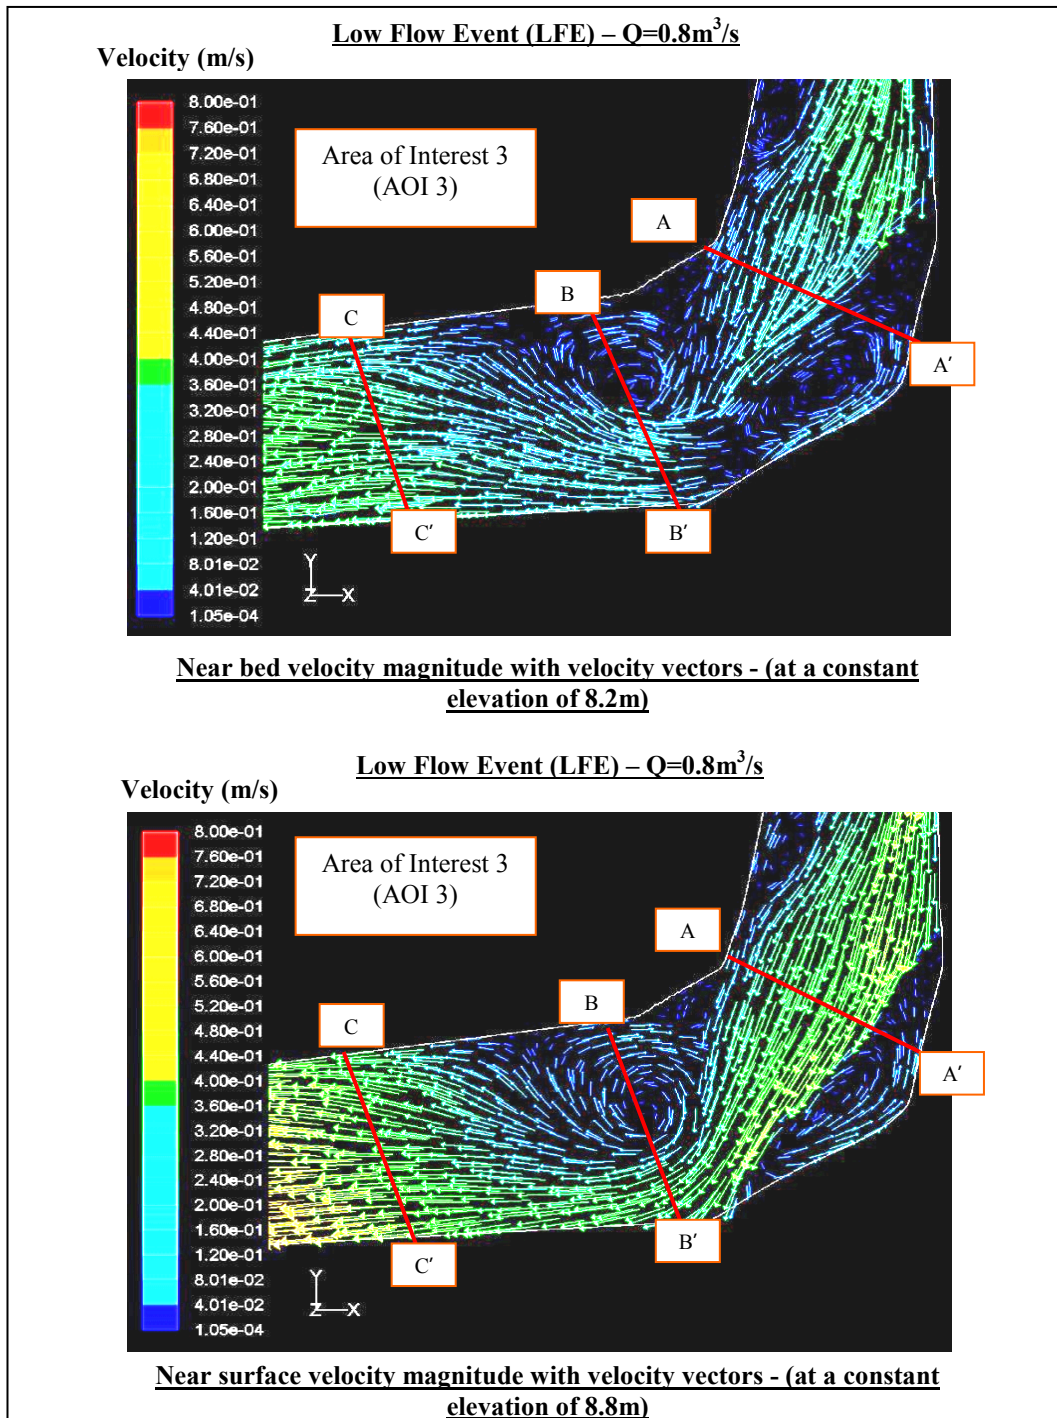 Low Flow Event (LFE) – Q=0.8m³/s
Velocity (m/s)
8.00e-01
7.60e-01
7.20e-01
6.80e-01
6.40e-01
6.00e-01
5.60e-01
5.20e-01
4.80e-01
4.40e-01
4.00e-01
3.60e-01
3.20e-01
2.80e-01
2.40e-01
2.00e-01
1.60e-01
1.20e-01
8.01e-02
4.01e-02
1.05e-04
Area of Interest 3
(AOI 3)
A
B
C
A'
C'
B'
Y
Z X
Near bed velocity magnitude with velocity vectors - (at a constant
elevation of 8.2m)
Low Flow Event (LFE) – Q=0.8m³/s
Velocity (m/s)
8.00e-01
7.60e-01
7.20e-01
6.80e-01
6.40e-01
6.00e-01
5.60e-01
5.20e-01
4.80e-01
4.40e-01
4.00e-01
3.60e-01
3.20e-01
2.80e-01
2.40e-01
2.00e-01
1.60e-01
1.20e-01
8.01e-02
4.01e-02
1.05e-04
Area of Interest 3
(AOI 3)
A
B
C
A'
B'
C'
Y
Z X
Near surface velocity magnitude with velocity vectors - (at a constant
elevation of 8.8m)